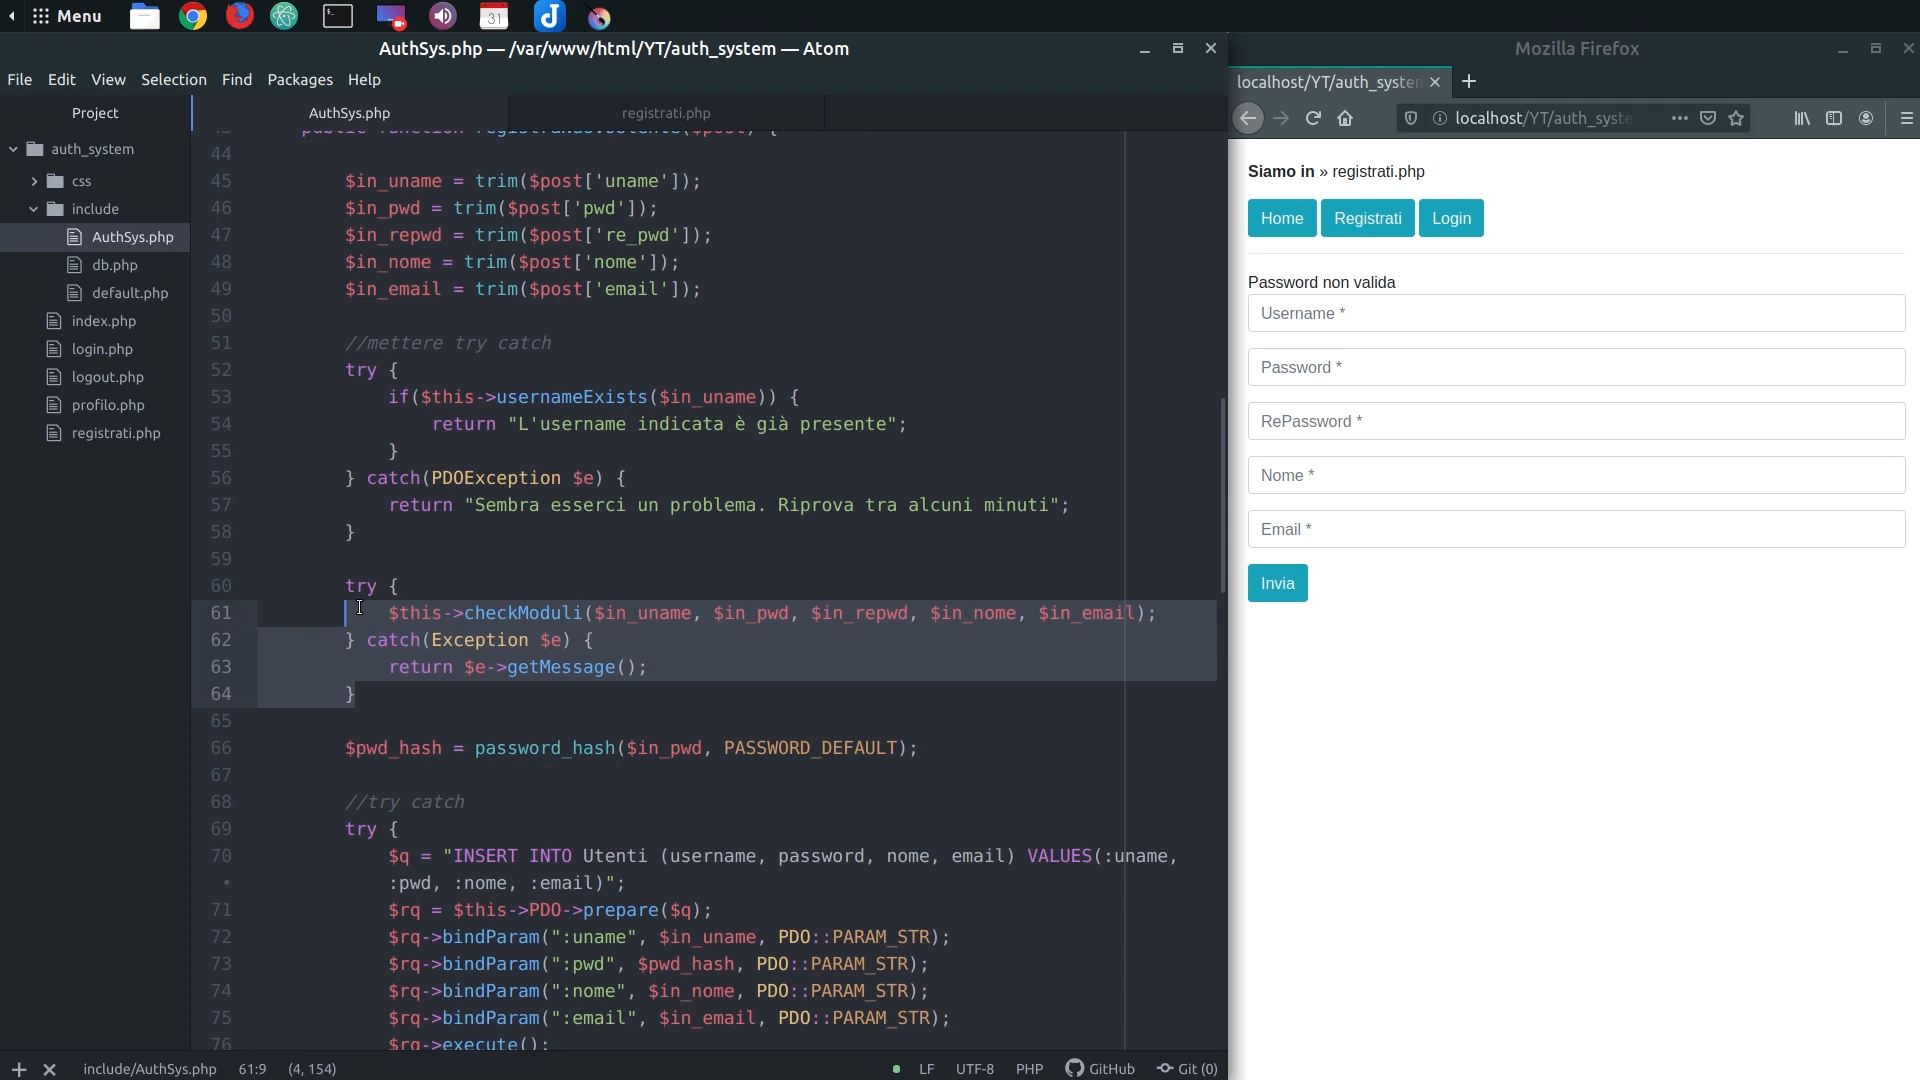 Menu
31
AuthSys.php — /var/www/html/YT/auth_system — Atom
Mozilla Firefox
File Edit View Selection Find Packages Help
localhost/YT/auth_system
Project
AuthSys.php
registrati.php
localhost/YT/auth_syste
auth_system
css
include
AuthSys.php
db.php
default.php
index.php
login.php
logout.php
profilo.php
registrati.php
43 public function registraNuovoUtente($post) {
44
45 $in_uname = trim($post['uname']);
46 $in_pwd = trim($post['pwd']);
47 $in_repwd = trim($post['re_pwd']);
48 $in_nome = trim($post['nome']);
49 $in_email = trim($post['email']);
50
51 //mettere try catch
52 try {
53 if($this->usernameExists($in_uname)) {
54 return "L'username indicata è già presente";
55 }
56 } catch(PDOException $e) {
57 return "Sembra esserci un problema. Riprova tra alcuni minuti";
58 }
59
60 try {
61 $this->checkModuli($in_uname, $in_pwd, $in_repwd, $in_nome, $in_email);
62 } catch(Exception $e) {
63 return $e->getMessage();
64 }
65
66 $pwd_hash = password_hash($in_pwd, PASSWORD_DEFAULT);
67
68 //try catch
69 try {
70 $q = "INSERT INTO Utenti (username, password, nome, email) VALUES(:uname,
• :pwd, :nome, :email)";
71 $rq = $this->PDO->prepare($q);
72 $rq->bindParam(":uname", $in_uname, PDO::PARAM_STR);
73 $rq->bindParam(":pwd", $pwd_hash, PDO::PARAM_STR);
74 $rq->bindParam(":nome", $in_nome, PDO::PARAM_STR);
75 $rq->bindParam(":email", $in_email, PDO::PARAM_STR);
76 $rq->execute();
include/AuthSys.php 61:9 (4, 154)
LF UTF-8 PHP GitHub Git (0)
Siamo in » registrati.php
Home Registrati Login
Password non valida
Username *
Password *
RePassword *
Nome *
Email *
Invia